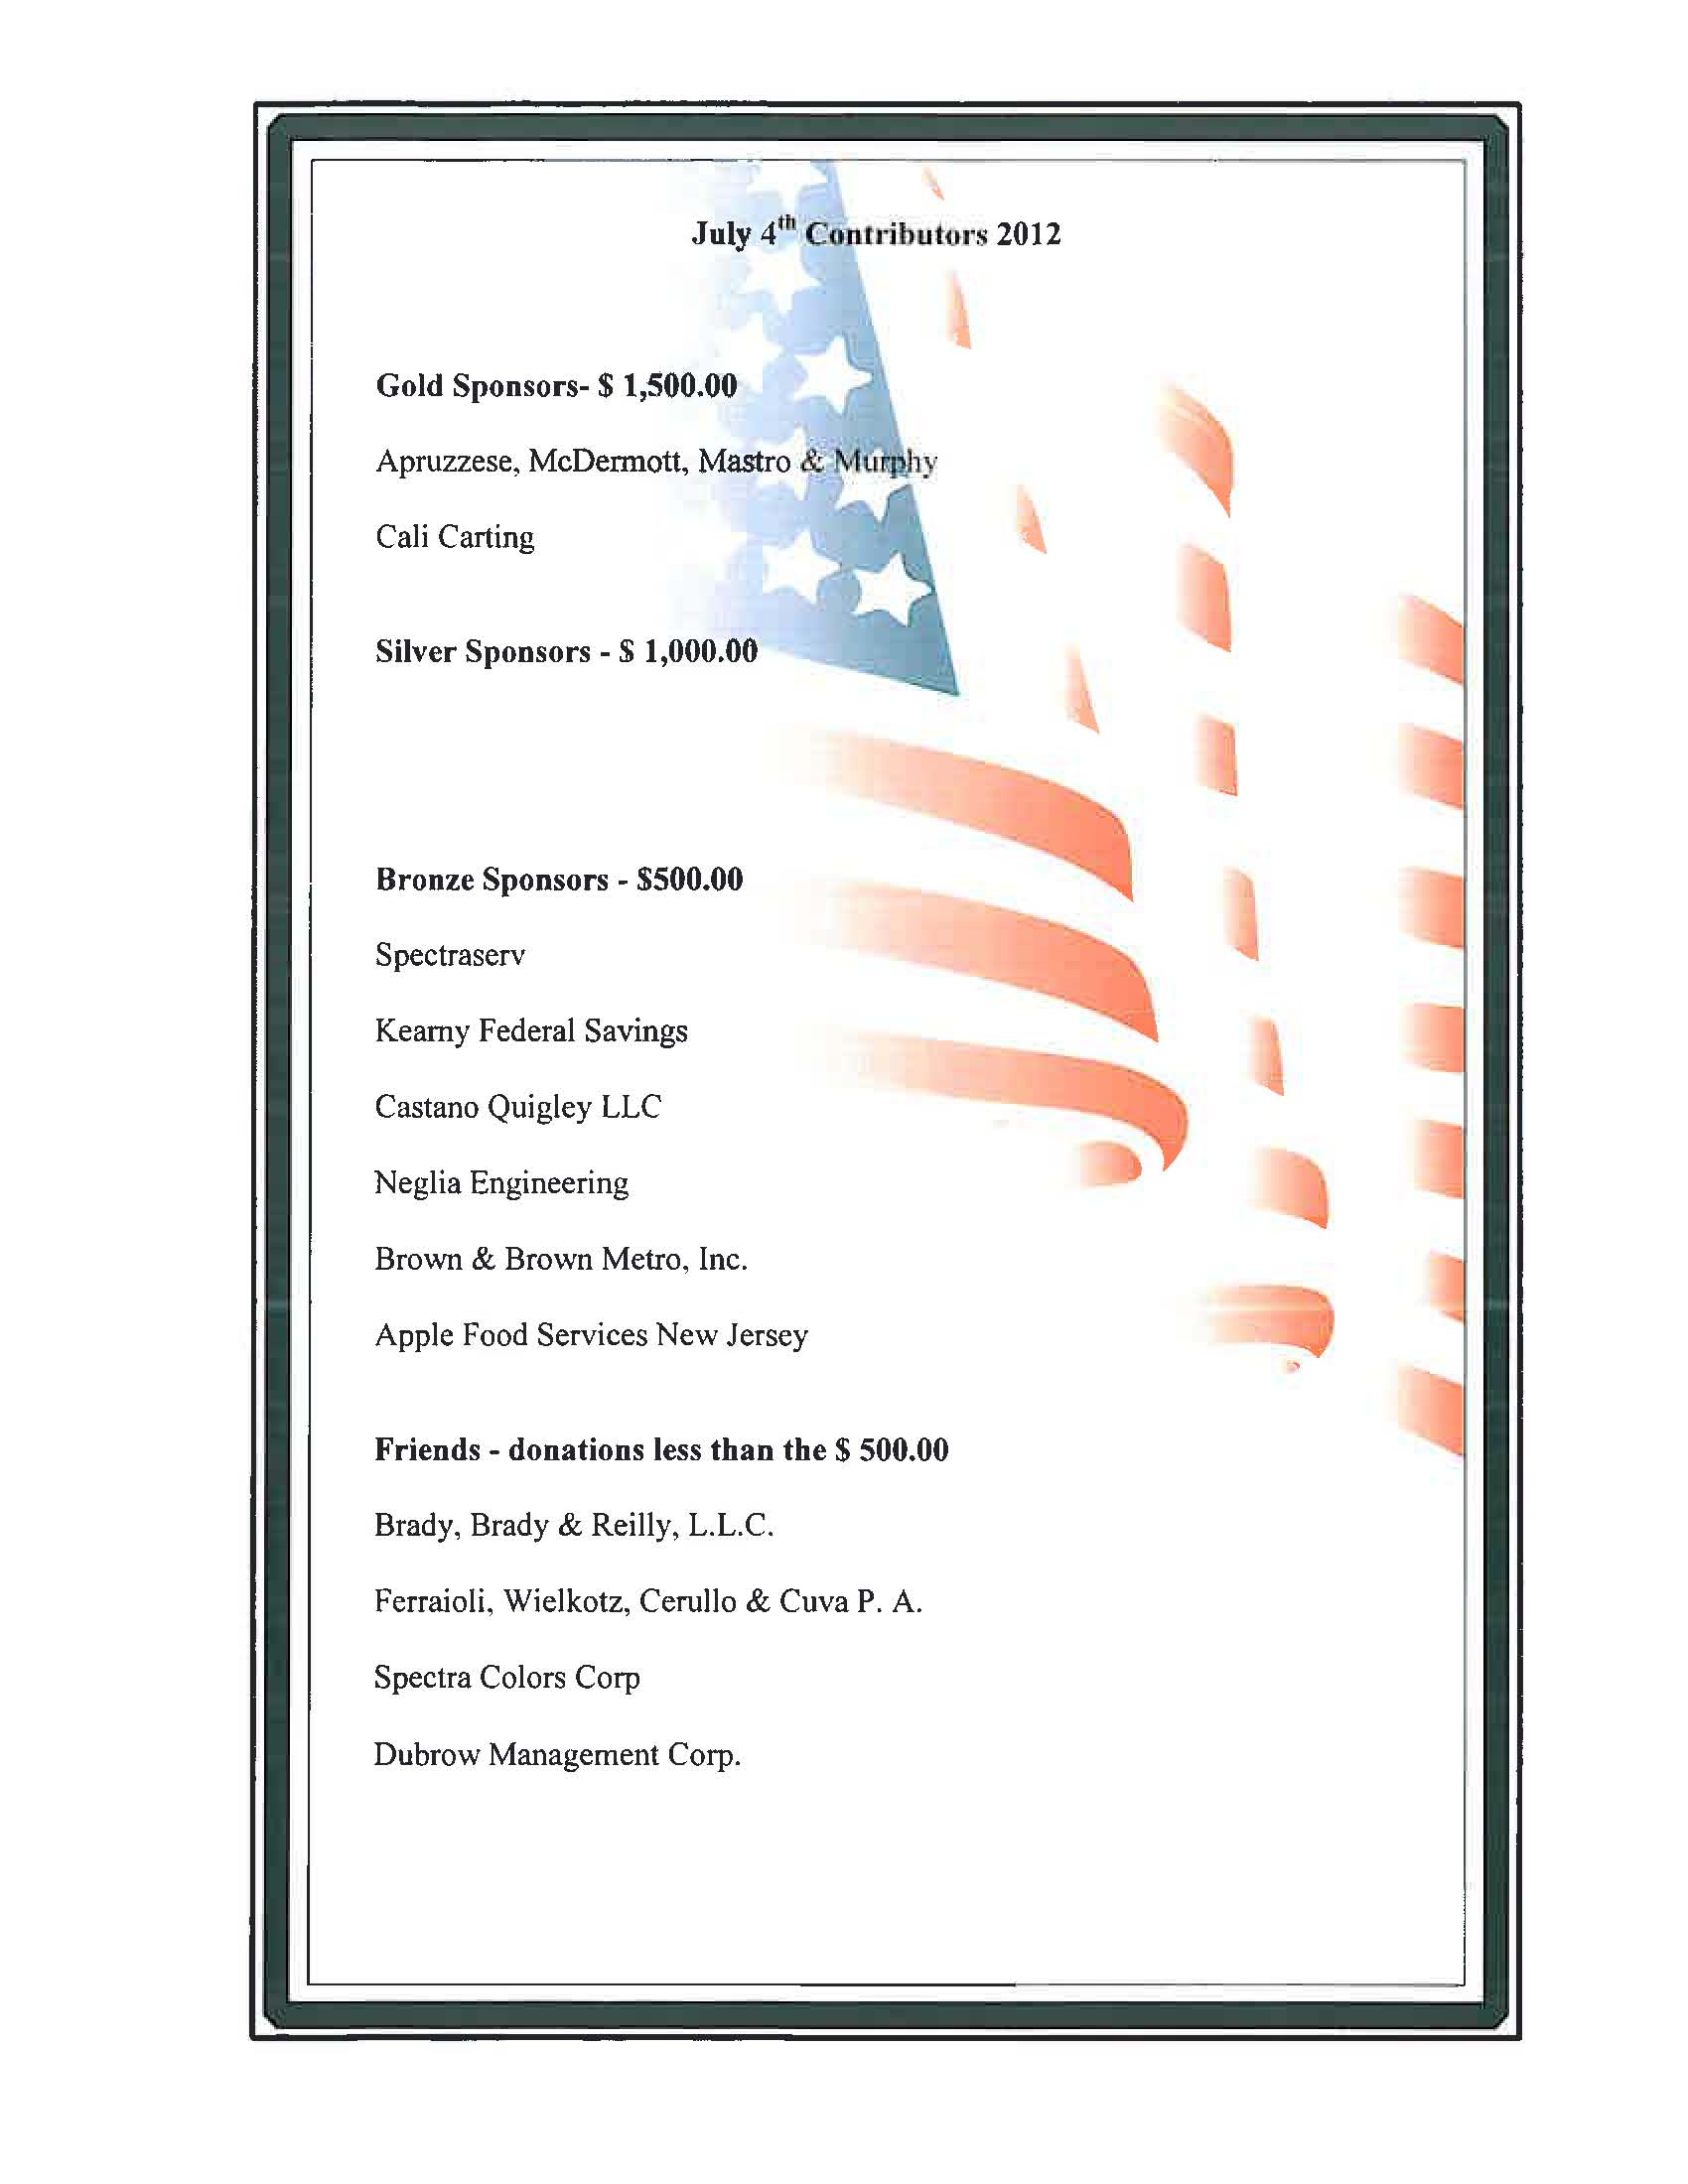 July 4th Contributors 2012
Gold Sponsors- $ 1,500.00
Apruzzese, McDermott, Mastro & Murphy
Cali Carting
Silver Sponsors - $ 1,000.00
Bronze Sponsors - $500.00
Spectraserv
Kearny Federal Savings
Castano Quigley LLC
Neglia Engineering
Brown & Brown Metro, Inc.
Apple Food Services New Jersey
Friends - donations less than the $ 500.00
Brady, Brady & Reilly, L.L.C.
Ferraioli, Wielkotz, Cerullo & Cuva P. A.
Spectra Colors Corp
Dubrow Management Corp.